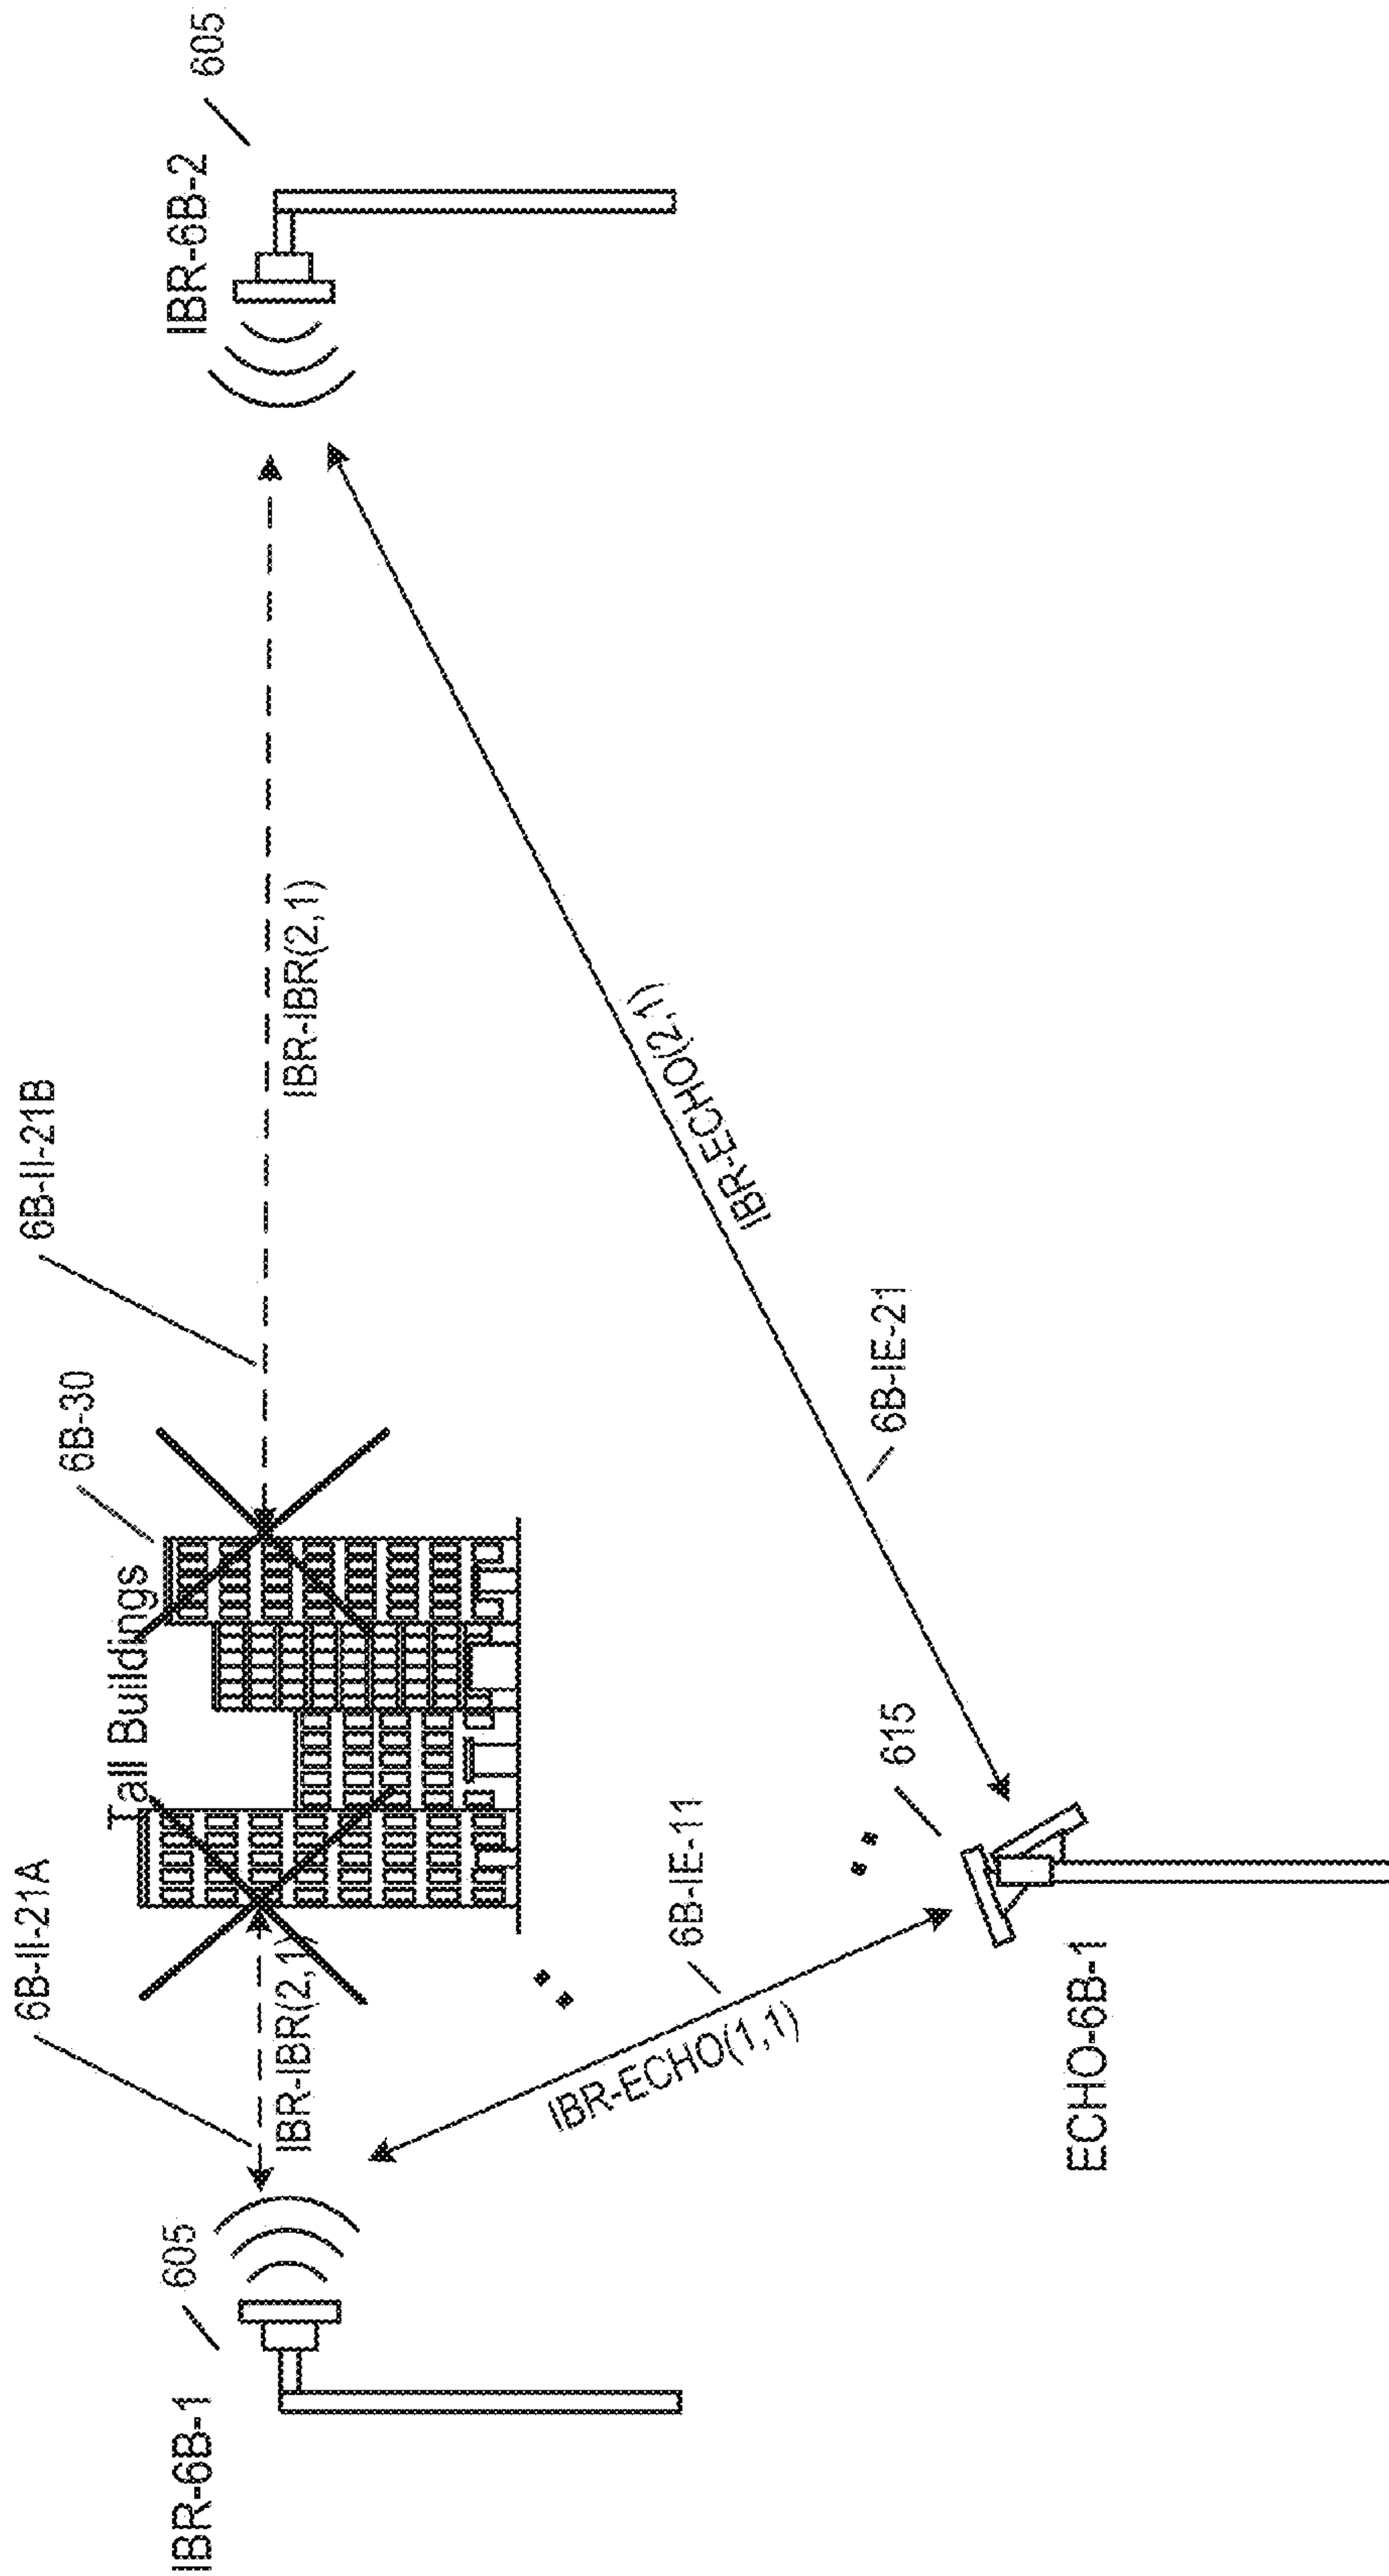 IBR-6B-1
605
6B-II-21A
IBR-IBR(2,1)
Tall Buildings
6B-30
6B-II-21B
IBR-IBR(2,1)
IBR-6B-2
605
IBR-ECHO(1,1)
6B-IE-11
615
ECHO-6B-1
6B-IE-21
IBR-ECHO(2,1)